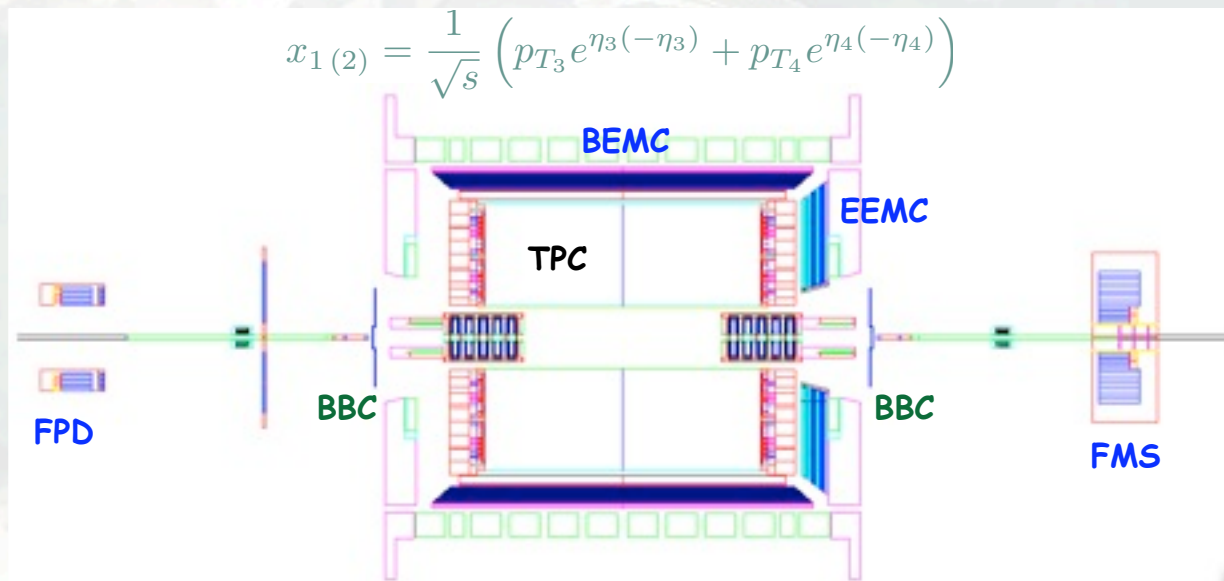 x_{1 (2)} = \frac{1}{\sqrt{s}} \left( p_{T_3} e^{\eta_3 (-\eta_3)} + p_{T_4} e^{\eta_4 (-\eta_4)} \right)
BEMC
EEMC
TPC
BBC
BBC
FPD
FMS